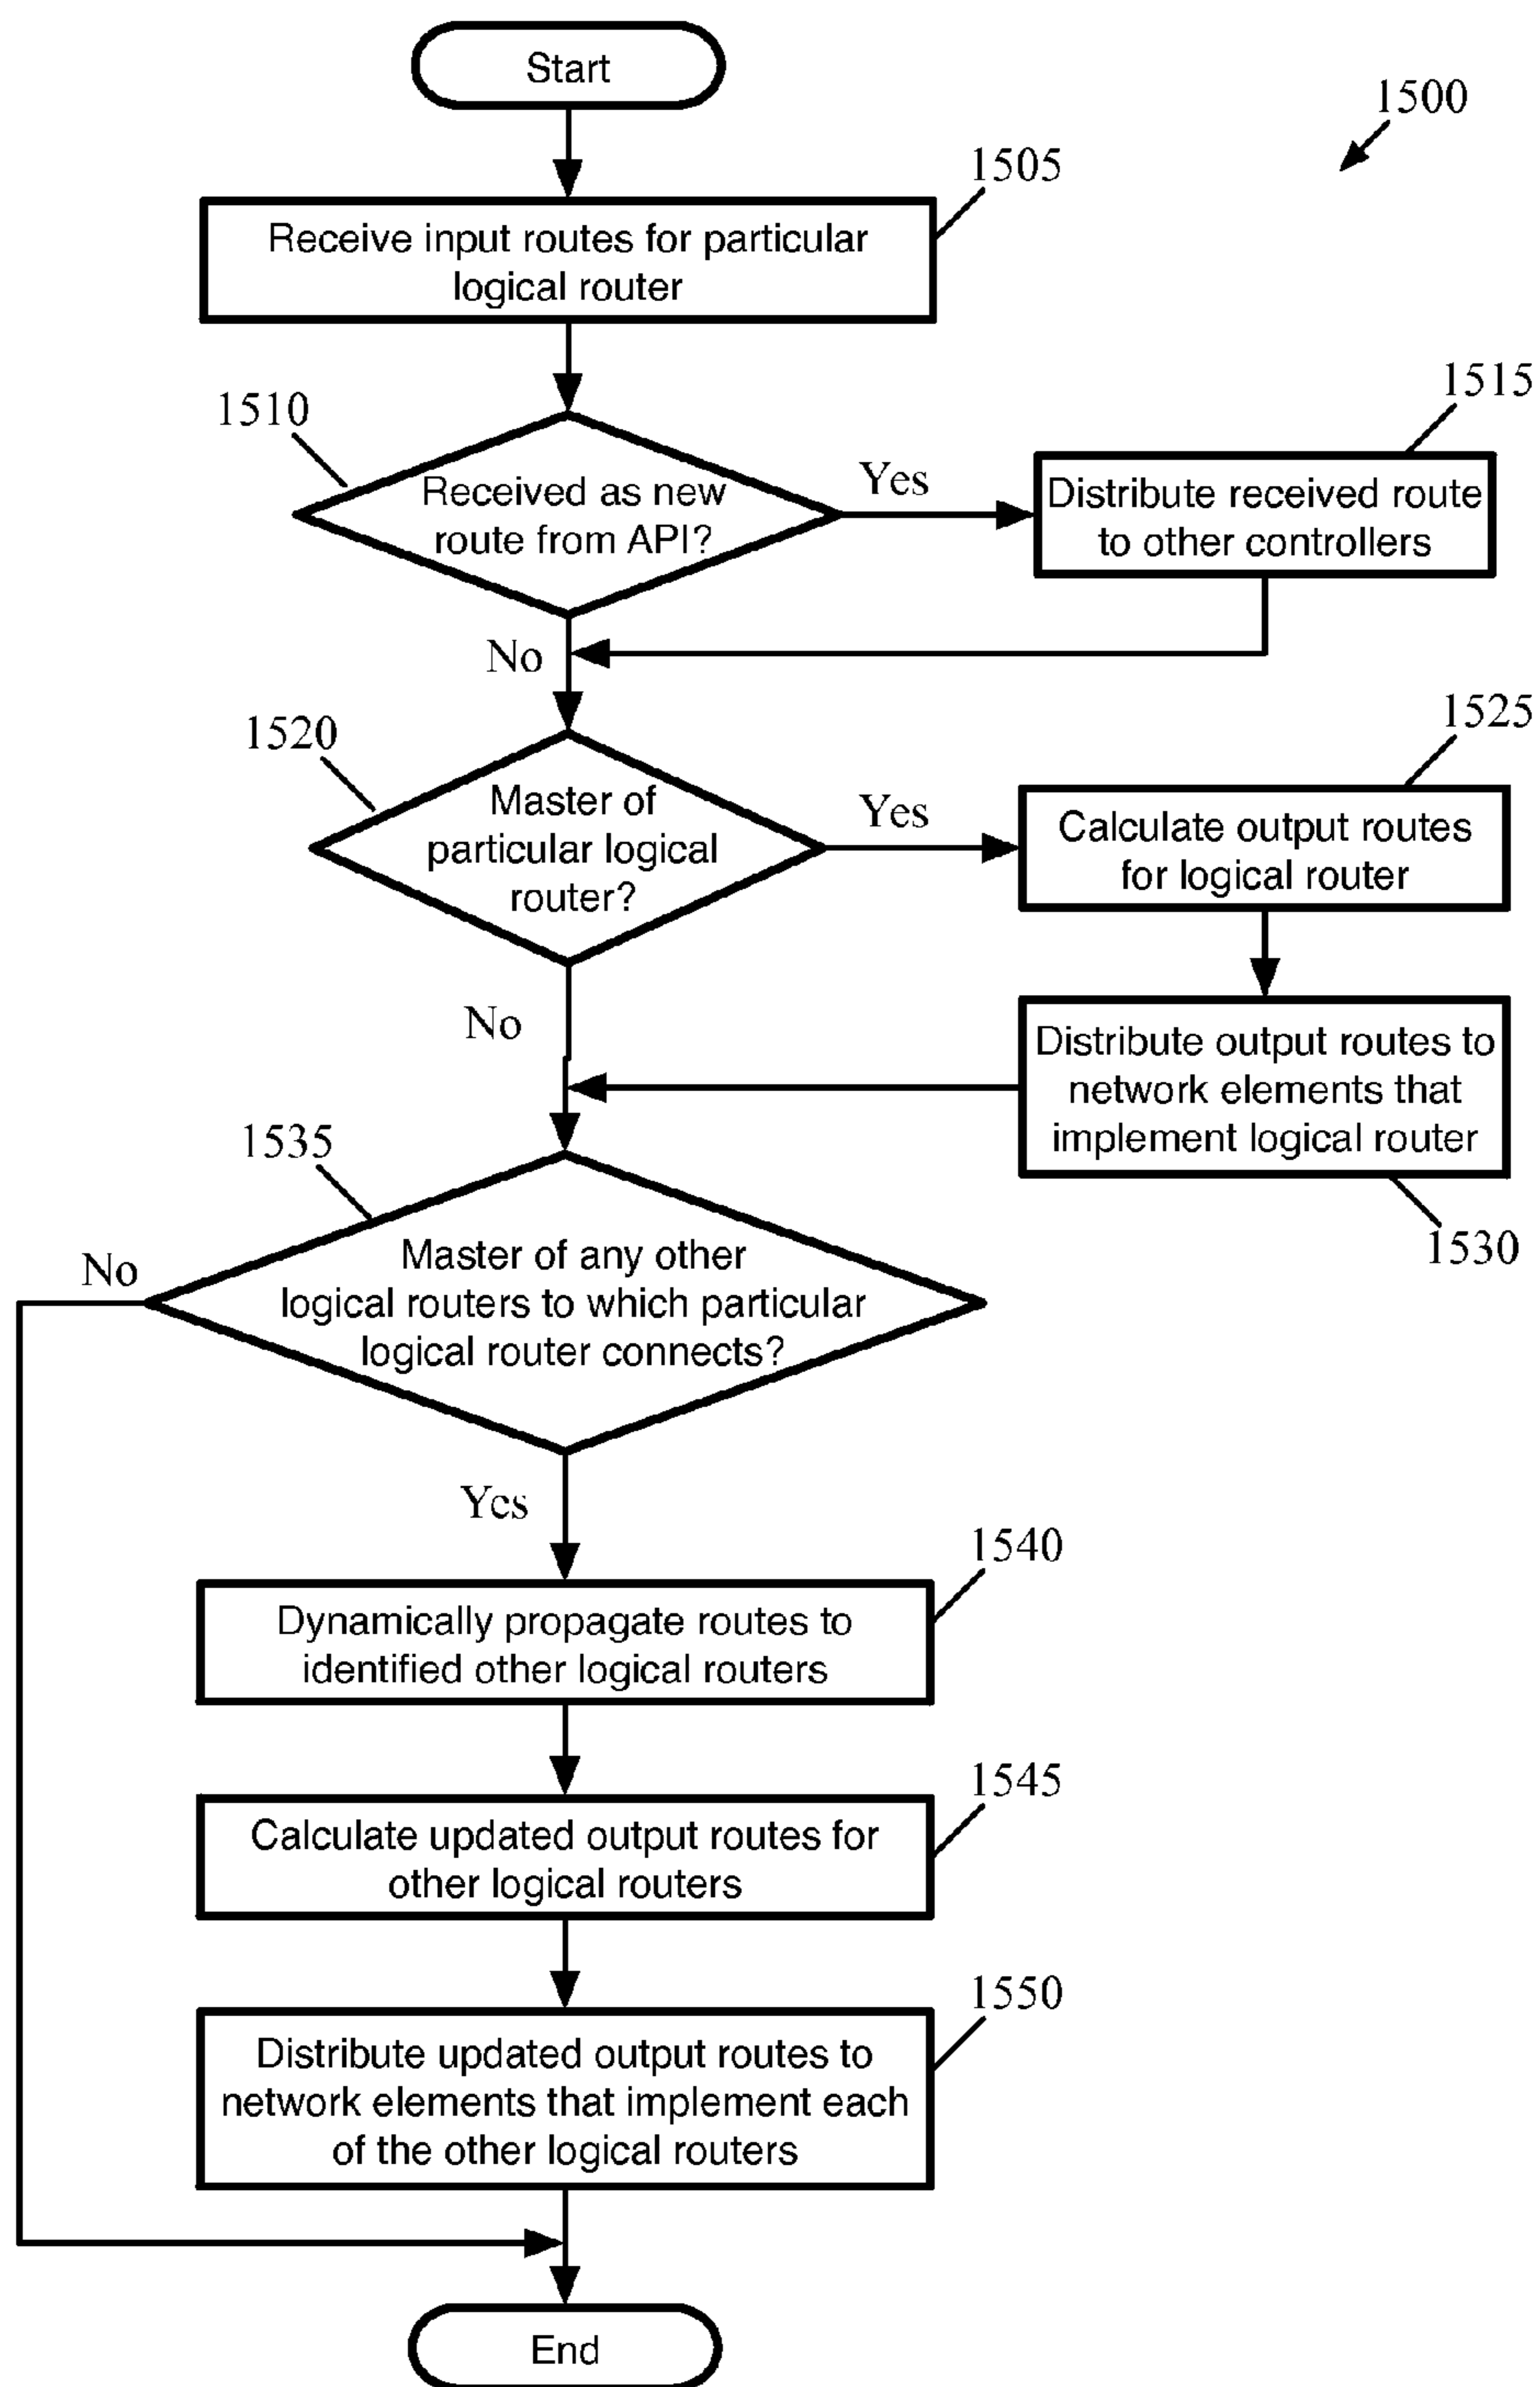 Start
1500
1505
Receive input routes for particular
logical router
1510
1515
Received as new
route from API?
Yes
Distribute received route
to other controllers
No
1520
1525
Master of
particular logical
router?
Yes
Calculate output routes
for logical router
No
Distribute output routes to
network elements that
implement logical router
1530
1535
No
Master of any other
logical routers to which particular
logical router connects?
Yes
1540
Dynamically propagate routes to
identified other logical routers
1545
Calculate updated output routes for
other logical routers
1550
Distribute updated output routes to
network elements that implement each
of the other logical routers
End